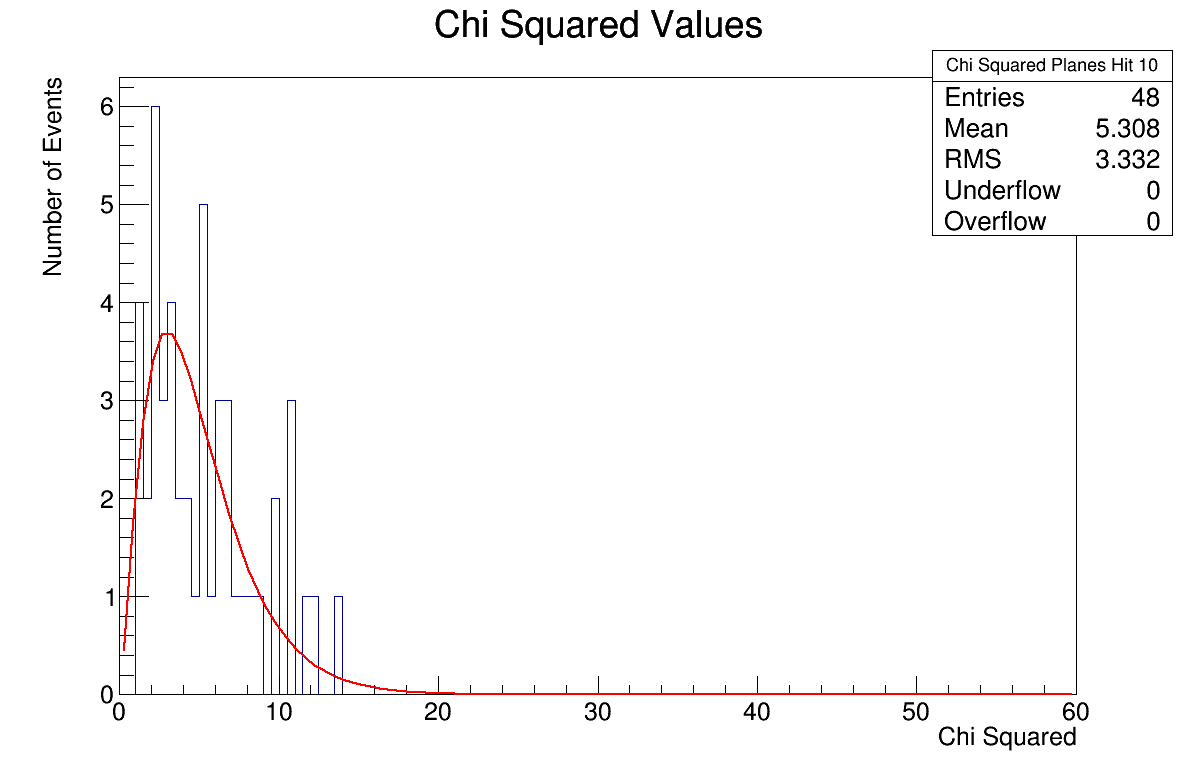 Chi Squared Values
Chi Squared Planes Hit 10
Entries 48
Mean 5.308
RMS 3.332
Underflow 0
Overflow 0
Number of Events
6
5
4
3
2
1
0
0 10 20 30 40 50 60
Chi Squared